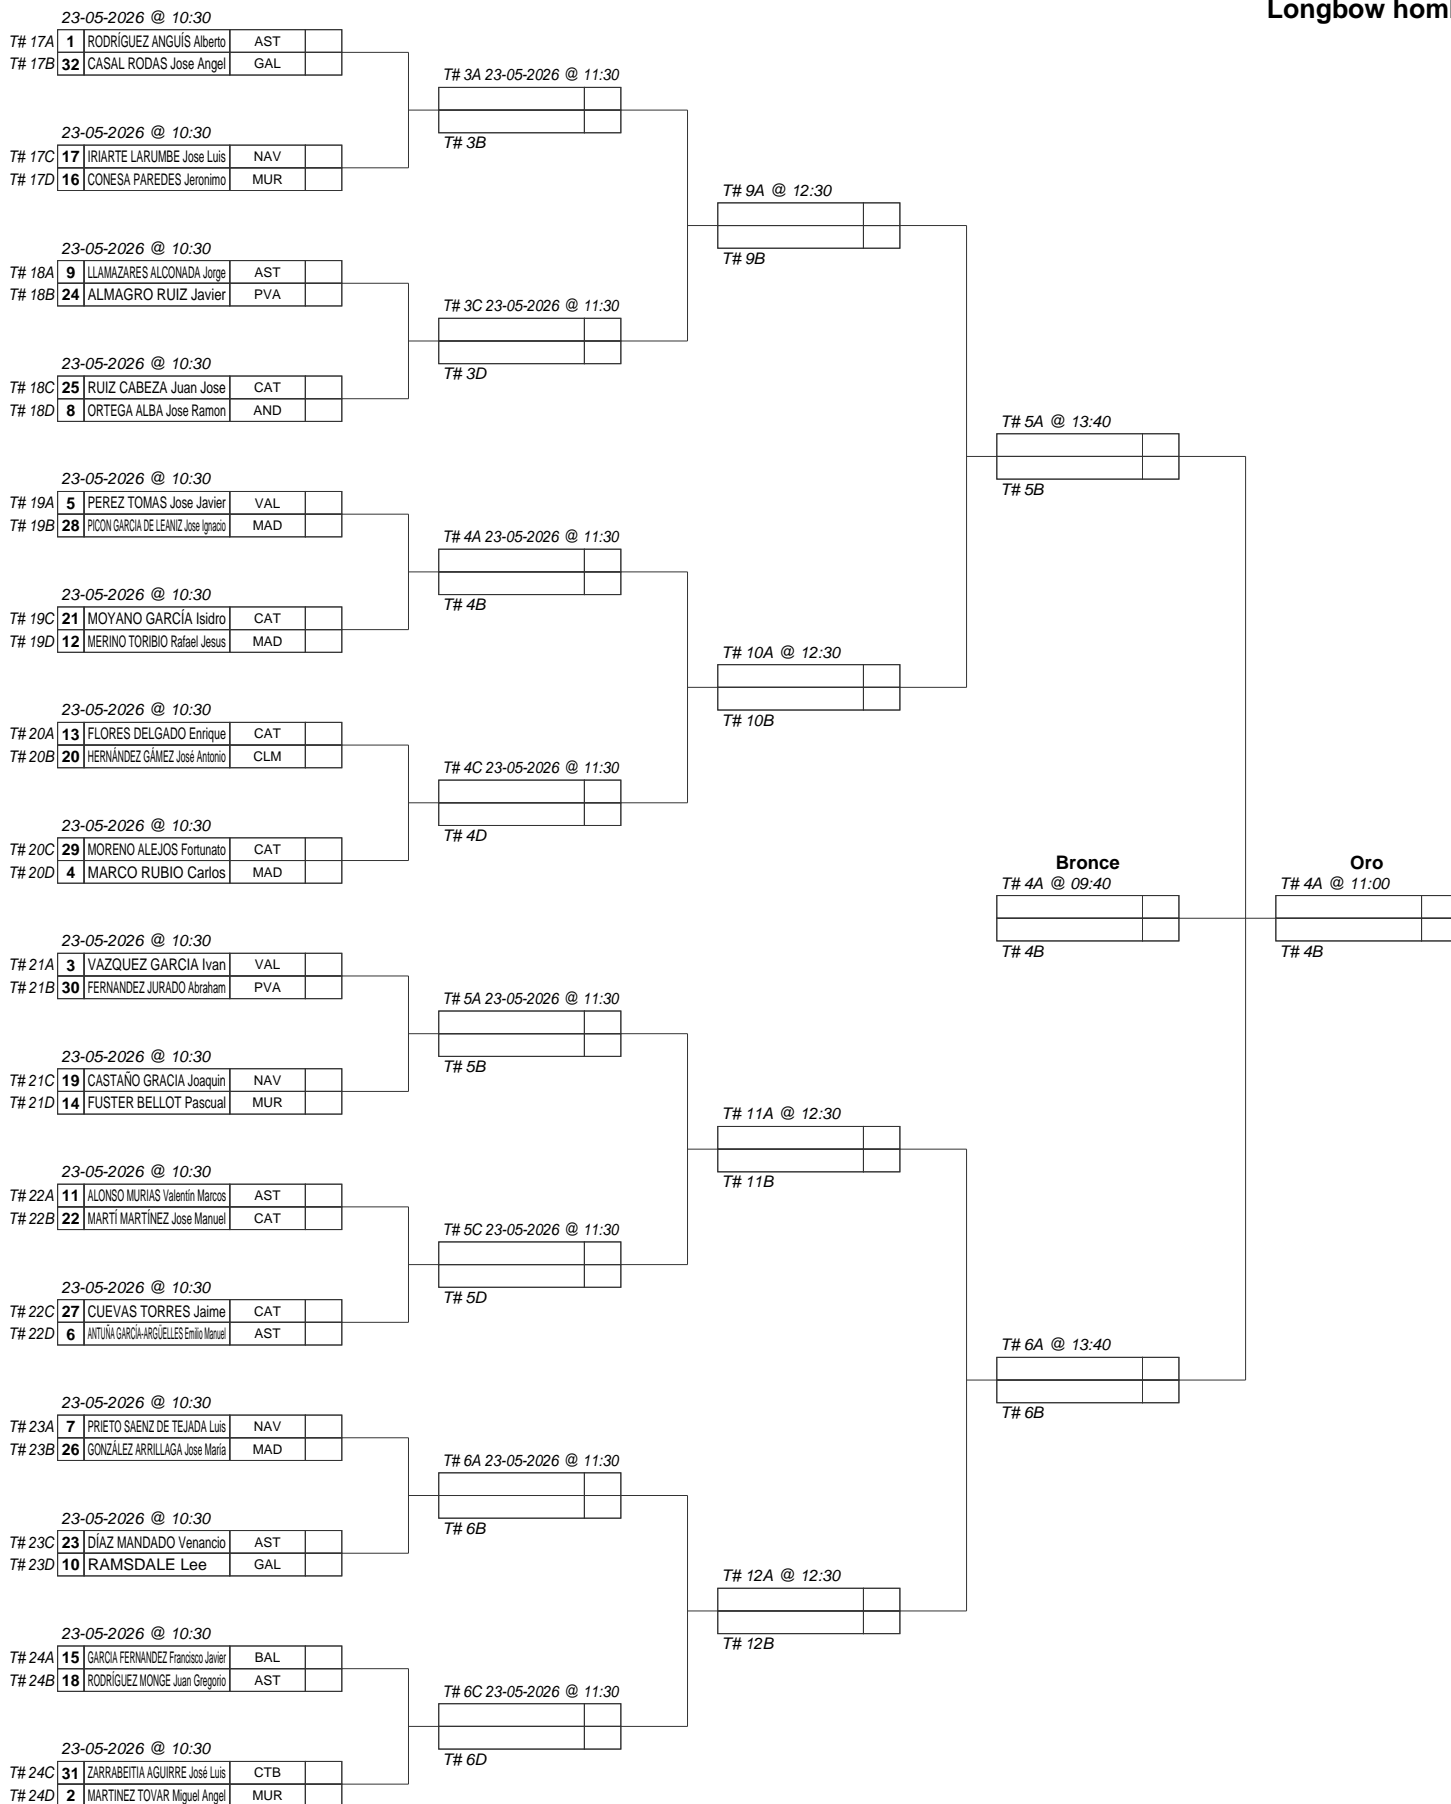 Longbow
23-05-2026 @ 10:30
T# 17A 1 RODRÍGUEZ ANGUÍS Alberto AST
T# 17B 32 CASAL RODAS Jose Angel GAL
T# 3A 23-05-2026 @ 11:30
T# 3B
23-05-2026 @ 10:30
T# 17C 17 IRIARTE LARUMBE Jose Luis NAV
T# 17D 16 CONESA PAREDES Jeronimo MUR
T# 9A @ 12:30
T# 9B
23-05-2026 @ 10:30
T# 18A 9 LLAMAZARES ALCONADA Jorge AST
T# 18B 24 ALMAGRO RUIZ Javier PVA
T# 3C 23-05-2026 @ 11:30
T# 3D
23-05-2026 @ 10:30
T# 18C 25 RUIZ CABEZA Juan Jose CAT
T# 18D 8 ORTEGA ALBA Jose Ramon AND
T# 5A @ 13:40
T# 5B
23-05-2026 @ 10:30
T# 19A 5 PEREZ TOMAS Jose Javier VAL
T# 19B 28 PICON GARCIA DE LEANIZ Jose Ignacio MAD
T# 4A 23-05-2026 @ 11:30
T# 4B
23-05-2026 @ 10:30
T# 19C 21 MOYANO GARCÍA Isidro CAT
T# 19D 12 MERINO TORIBIO Rafael Jesus MAD
T# 10A @ 12:30
T# 10B
23-05-2026 @ 10:30
T# 20A 13 FLORES DELGADO Enrique CAT
T# 20B 20 HERNÁNDEZ GÁMEZ José Antonio CLM
T# 4C 23-05-2026 @ 11:30
T# 4D
23-05-2026 @ 10:30
T# 20C 29 MORENO ALEJOS Fortunato CAT
T# 20D 4 MARCO RUBIO Carlos MAD
Bronce
T# 4A @ 09:40
T# 4B
Oro
T# 4A @ 11:00
T# 4B
23-05-2026 @ 10:30
T# 21A 3 VAZQUEZ GARCIA Ivan VAL
T# 21B 30 FERNANDEZ JURADO Abraham PVA
T# 5A 23-05-2026 @ 11:30
T# 5B
23-05-2026 @ 10:30
T# 21C 19 CASTAÑO GRACIA Joaquin NAV
T# 21D 14 FUSTER BELLOT Pascual MUR
T# 11A @ 12:30
T# 11B
23-05-2026 @ 10:30
T# 22A 11 ALONSO MURIAS Valentín Marcos AST
T# 22B 22 MARTÍ MARTÍNEZ Jose Manuel CAT
T# 5C 23-05-2026 @ 11:30
T# 5D
23-05-2026 @ 10:30
T# 22C 27 CUEVAS TORRES Jaime CAT
T# 22D 6 ANTUÑA GARCÍA-ARGÜELLES Emilio Manuel AST
T# 6A @ 13:40
T# 6B
23-05-2026 @ 10:30
T# 23A 7 PRIETO SAENZ DE TEJADA Luis NAV
T# 23B 26 GONZÁLEZ ARRILLAGA Jose María MAD
T# 6A 23-05-2026 @ 11:30
T# 6B
23-05-2026 @ 10:30
T# 23C 23 DÍAZ MANDADO Venancio AST
T# 23D 10 RAMSDALE Lee GAL
T# 12A @ 12:30
T# 12B
23-05-2026 @ 10:30
T# 24A 15 GARCIA FERNANDEZ Francisco Javier BAL
T# 24B 18 RODRÍGUEZ MONGE Juan Gregorio AST
T# 6C 23-05-2026 @ 11:30
T# 6D
23-05-2026 @ 10:30
T# 24C 31 ZARRABEITIA AGUIRRE José Luis CTB
T# 24D 2 MARTINEZ TOVAR Miguel Angel MUR